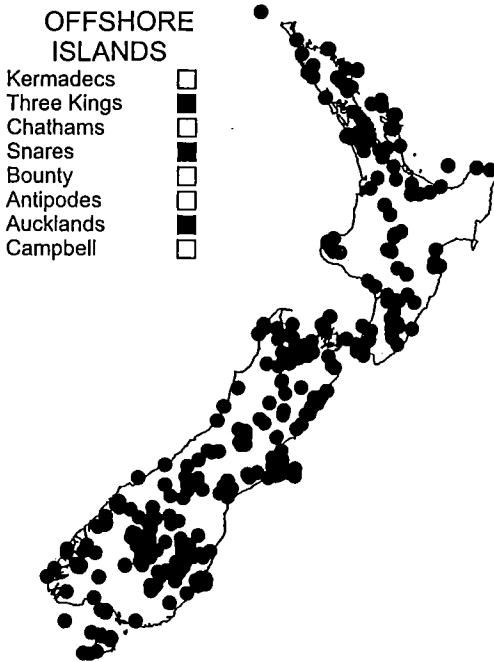 OFFSHORE
ISLANDS
Kermadecs
Three Kings
Chathams
Snares
Bounty
Antipodes
Aucklands
Campbell